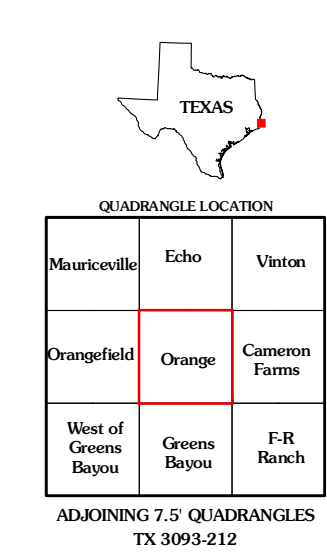 TEXAS
QUADRANGLE LOCATION
Mauriceville
Echo
Vinton
Orangefield
Orange
Cameron
Farms
West of
Greens
Bayou
Greens
Bayou
F-R
Ranch
ADJOINING 7.5' QUADRANGLES
TX 3093-212